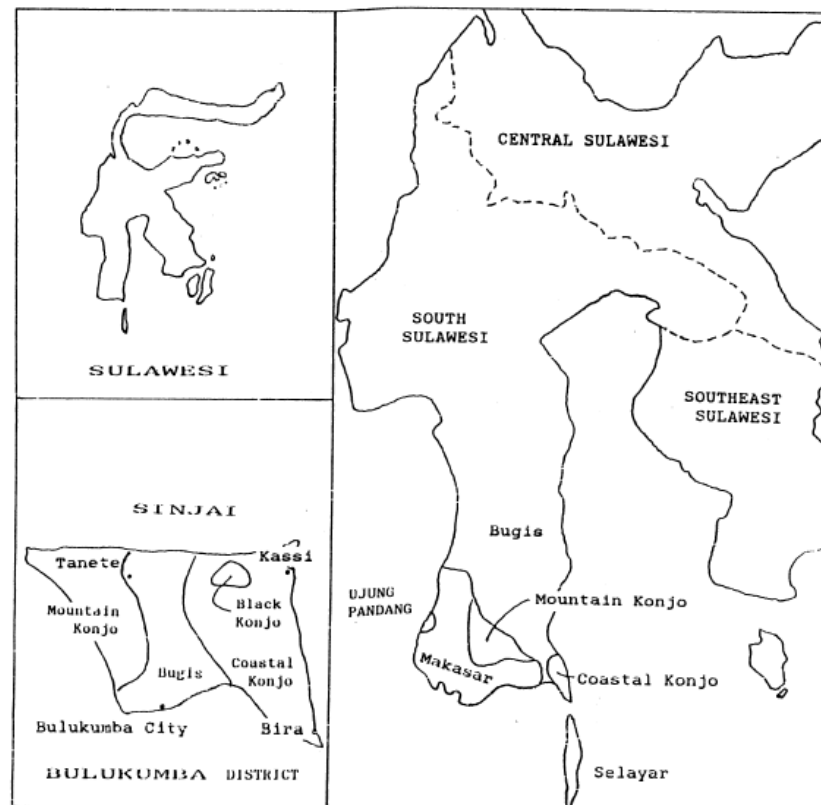 SULAWESI
SINJAI
Tanete
Kassi
Mountain
Konjo
Black
Konjo
Bugis
Coastal
Konjo
Bulukumba City
Bira
BULUKUMBA DISTRICT
CENTRAL SULAWESI
SOUTH
SULAWESI
SOUTHEAST
SULAWESI
Bugis
UJUNG
PANDANG
Mountain Konjo
Makasar
Coastal Konjo
Selayar